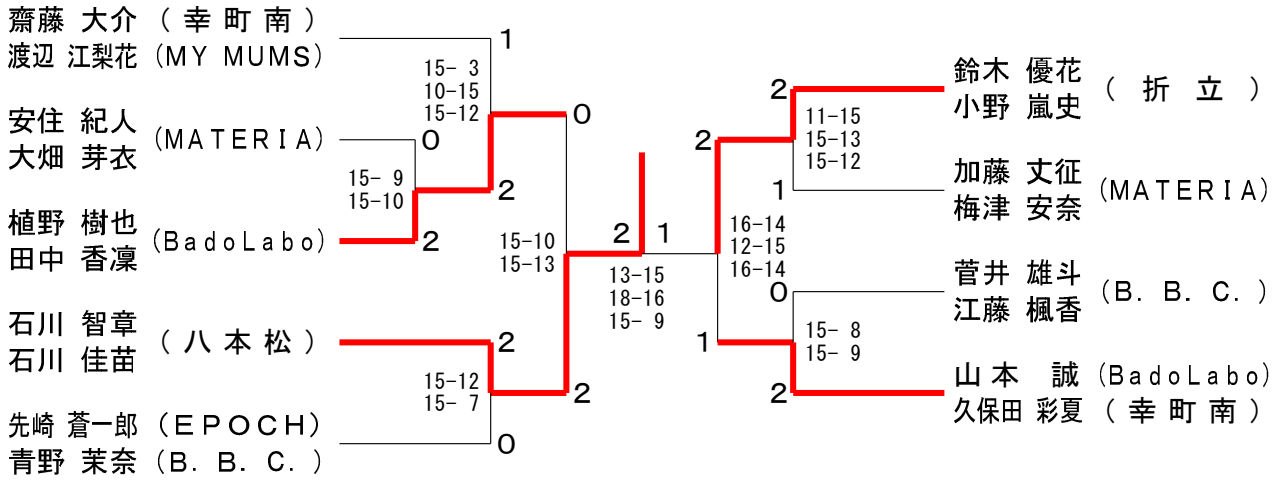 齋藤 大介 (幸町南)
渡辺 江梨花 (MY MUMS)
安住 紀人
大畑 芽衣
(MATERIA)
植野 樹也
田中 香凜
(BadoLabo)
石川 智章
石川 佳苗
(八本松)
先崎 蒼一郎 (EPOCH)
青野 茉奈 (B. B. C.)
1
15- 3
10-15
15-12
2
0
15- 9
15-10
2
0
15-10
15-13
2
2
15-12
15- 7
0
2 1
13-15
18-16
15- 9
2
16-14
12-15
16-14
1
2
11-15
15-13
15-12
1
0
15- 8
15- 9
2
鈴木 優花
小野 嵐史
(折立)
加藤 丈征
梅津 安奈
(MATERIA)
菅井 雄斗
江藤 楓香
(B. B. C.)
山本 誠 (BadoLabo)
久保田 彩夏 (幸町南)